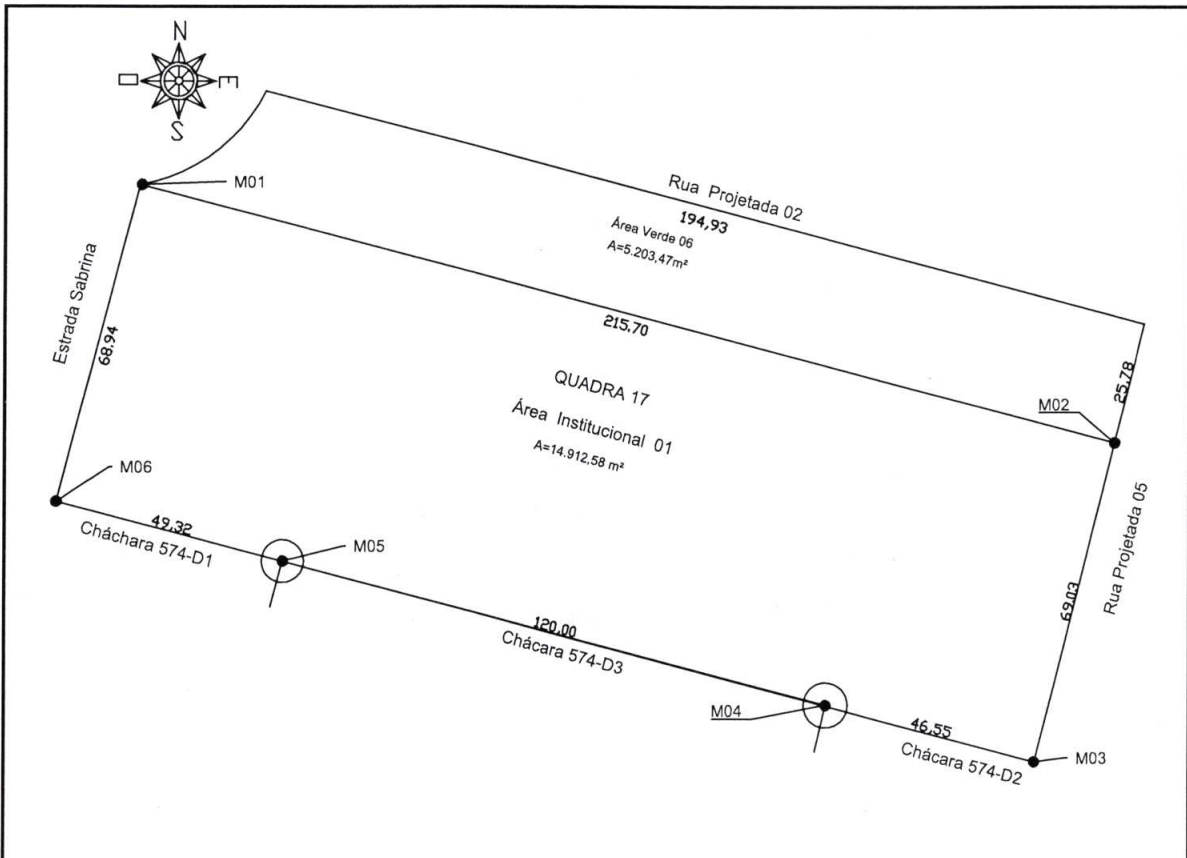 N
O
E
S
M01
Rua Projetada 02
194,93
Área Verde 06
A=5.203,47m²
Estrada Sabrina
68.94
215.70
25,78
QUADRA 17
Área Institucional 01
A=14.912,58 m²
M02
M06
49,32
Cháchara 574-D1
M05
Rua Projetada 05
69.03
120,00
Chácara 574-D3
M04
46,55
Chácara 574-D2
M03